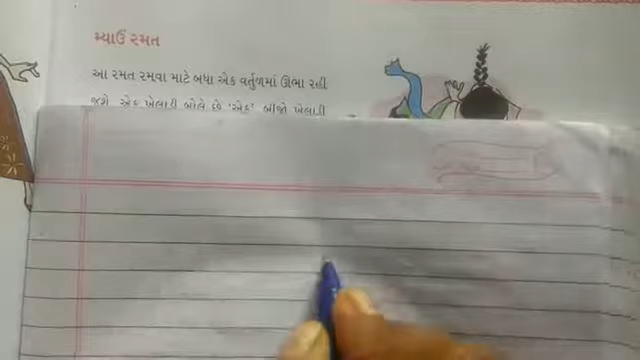 મ્યાઉં રમત
આ રમત રમવા માટે બધા એક વર્તુળમાં ઊભા રહી
જશે. એક ખેલાડી બોલે છે 'એક' બીજો ખેલાડી